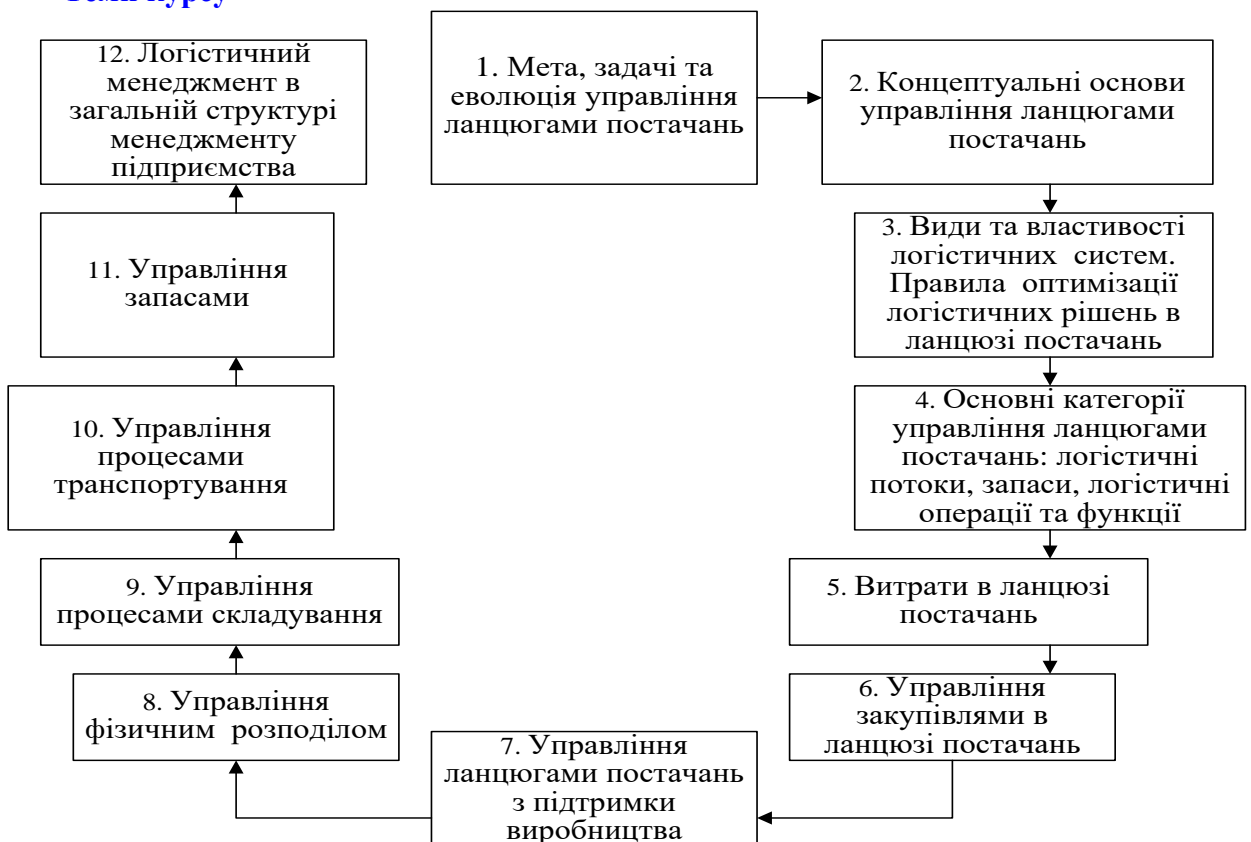 1. Мета, задачі та
еволюція управління
ланцюгами постачань
2. Концептуальні основи
управління ланцюгами
постачань
3. Види та властивості
логістичних систем.
Правила оптимізації
логістичних рішень в
ланцюзі постачань
4. Основні категорії
управління ланцюгами
постачань: логістичні
потоки, запаси, логістичні
операції та функції
5. Витрати в ланцюзі
постачань
6. Управління
закупівлями в
ланцюзі постачань
7. Управління
ланцюгами постачань
з підтримки
виробництва
8. Управління
фізичним розподілом
9. Управління
процесами складування
10. Управління
процесами
транспортування
11. Управління
запасами
12. Логістичний
менеджмент в
загальній структурі
менеджменту
підприємства